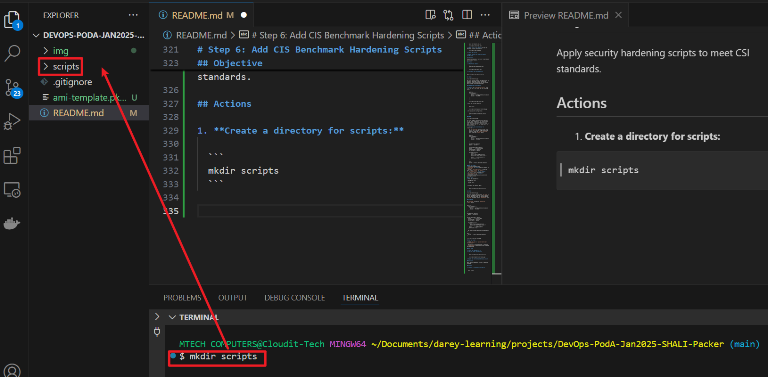 EXPLORER
DEVOPS-PODA-JAN2025-...
img
scripts
.gitignore
ami-template.pk... U
README.md M
1
23
README.md M
README.md > # Step 6: Add CIS Benchmark Hardening Scripts > ## Actio
321 # Step 6: Add CIS Benchmark Hardening Scripts
323 ## Objective
standards.
326
327 ## Actions
328
329 1. **Create a directory for scripts:**
330
331 ```
332 mkdir scripts
333 ```
334
335
Preview README.md
Apply security hardening scripts to meet CSI
standards.
Actions
1. Create a directory for scripts:
mkdir scripts
PROBLEMS OUTPUT DEBUG CONSOLE TERMINAL
TERMINAL
MTECH COMPUTERS@Cloudit-Tech MINGW64 ~/Documents/darey-learning/projects/DevOps-PodA-Jan2025-SHALI-Packer (main)
$ mkdir scripts